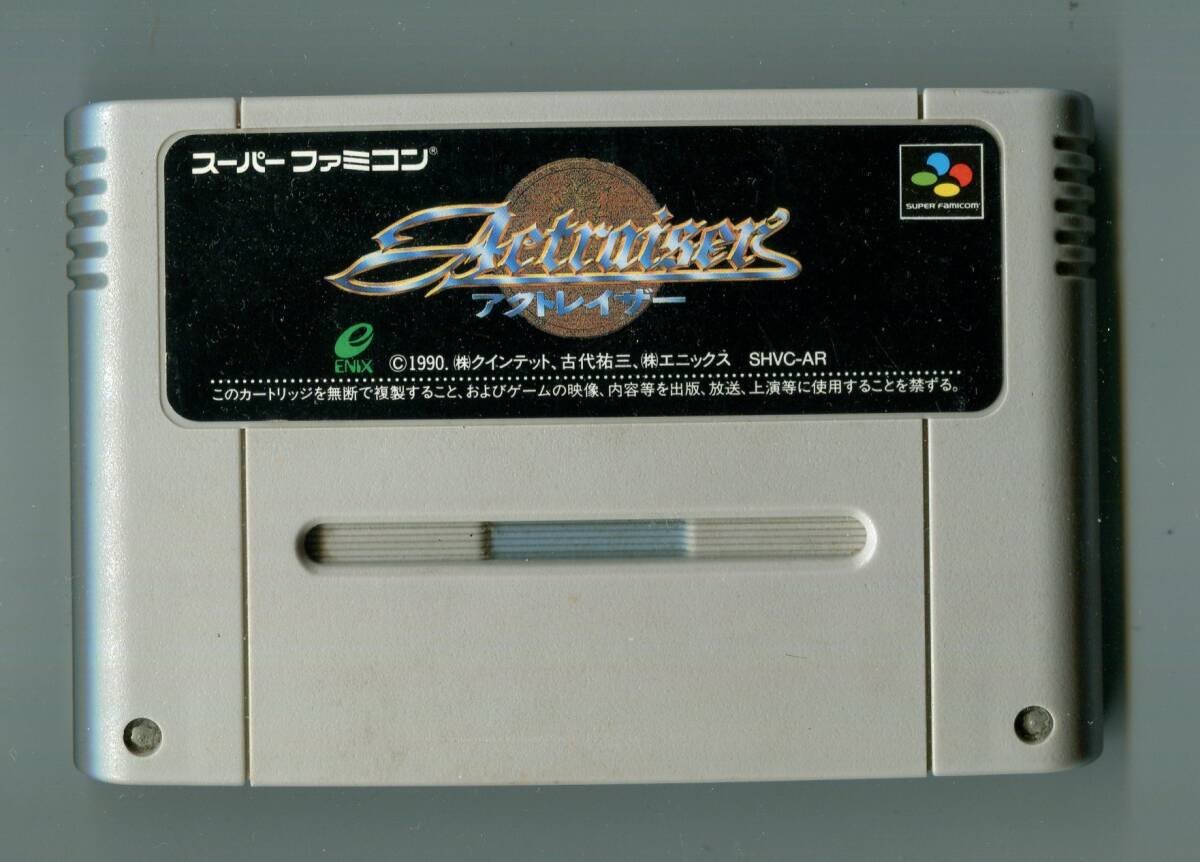 スーパーファミコン®
SUPER FAMICOM
Actraiser
アクトレイザー
ENIX
©1990. ㈱クインテット、古代祐三、㈱エニックス SHVC-AR
このカートリッジを無断で複製すること、およびゲームの映像、内容等を出版、放送、上演等に使用することを禁ずる。